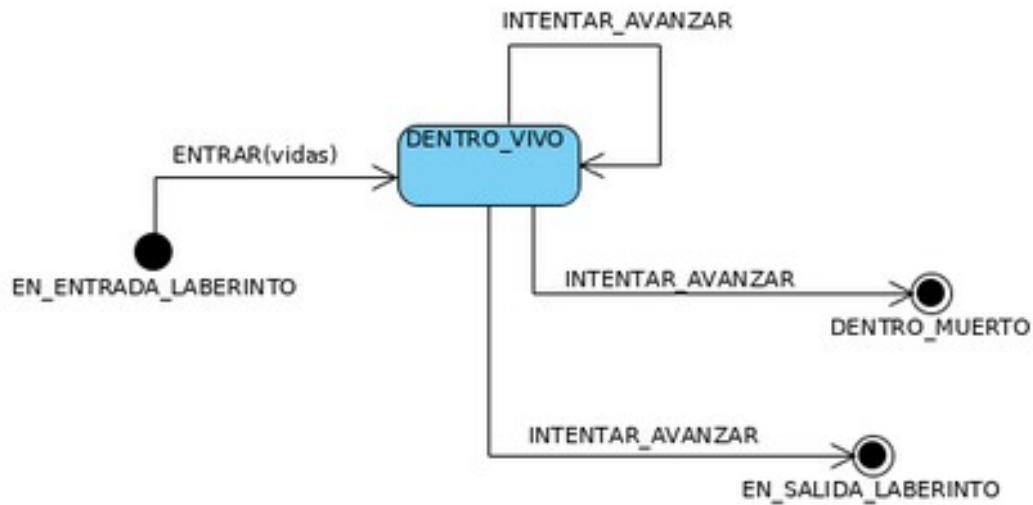 INTENTAR_AVANZAR
DENTRO_VIVO
ENTRAR(vidas)
EN_ENTRADA_LABERINTO
INTENTAR_AVANZAR
DENTRO_MUERTO
INTENTAR_AVANZAR
EN_SALIDA_LABERINTO